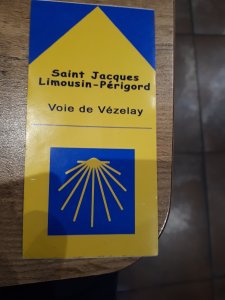 Saint Jacques
Limousin-Périgord
Voie de Vézelay